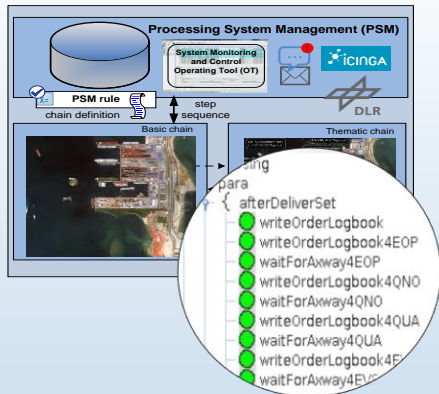 Processing System Management (PSM)
System Monitoring
and Control
Operating Tool (OT)
icinga
X=
PSM rule
chain definition
step
sequence
DLR
Basic chain
Thematic chain
para
{ afterDeliverSet
writeOrderLogbook
writeOrderLogbook4EOP
waitForAxway4EOP
writeOrderLogbook4QNO
waitForAxway4QNO
writeOrderLogbook4QUA
waitForAxway4QUA